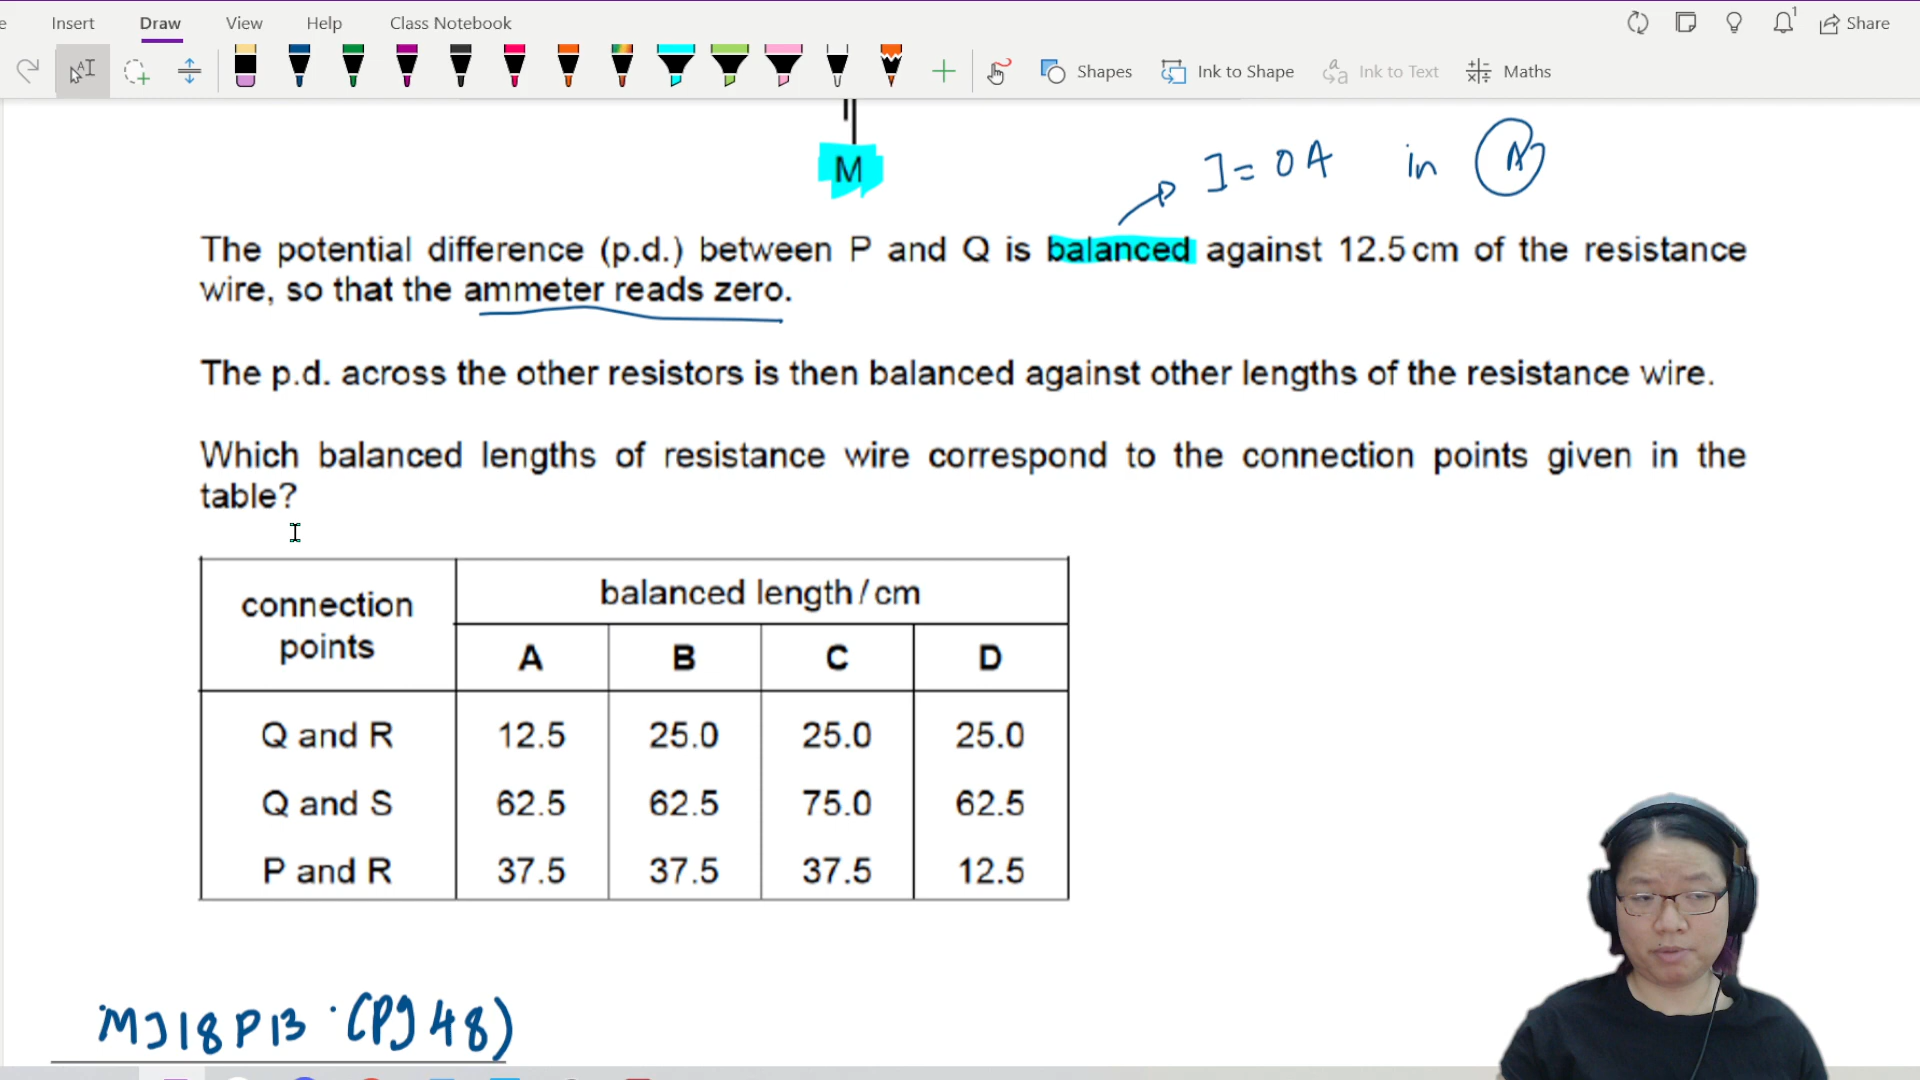 Insert Draw View Help Class Notebook 1 Share
Shapes Ink to Shape Ink to Text Maths
M
I = 0 A in A
The potential difference (p.d.) between P and Q is balanced against 12.5 cm of the resistance
wire, so that the ammeter reads zero.
The p.d. across the other resistors is then balanced against other lengths of the resistance wire.
Which balanced lengths of resistance wire correspond to the connection points given in the
table?
connection points balanced length / cm
A B C D
Q and R 12.5 25.0 25.0 25.0
Q and S 62.5 62.5 75.0 62.5
P and R 37.5 37.5 37.5 12.5
MJ18 P13 (Pg 48)